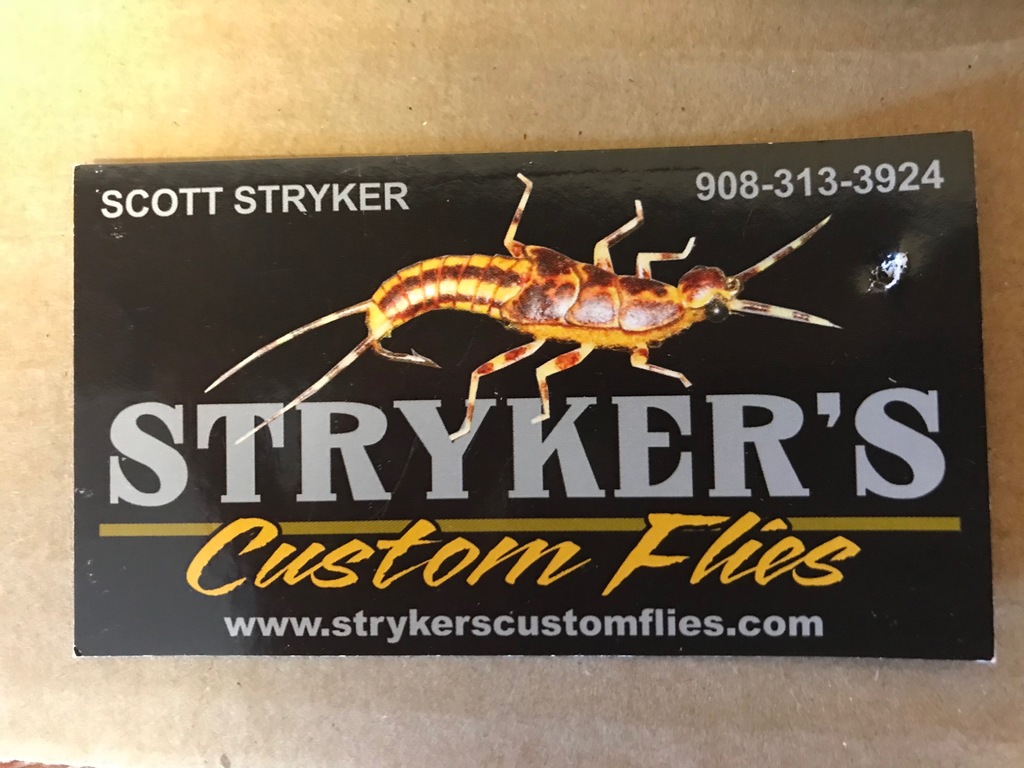 SCOTT STRYKER
908-313-3924
STRYKER'S
Custom Flies
www.strykerscustomflies.com